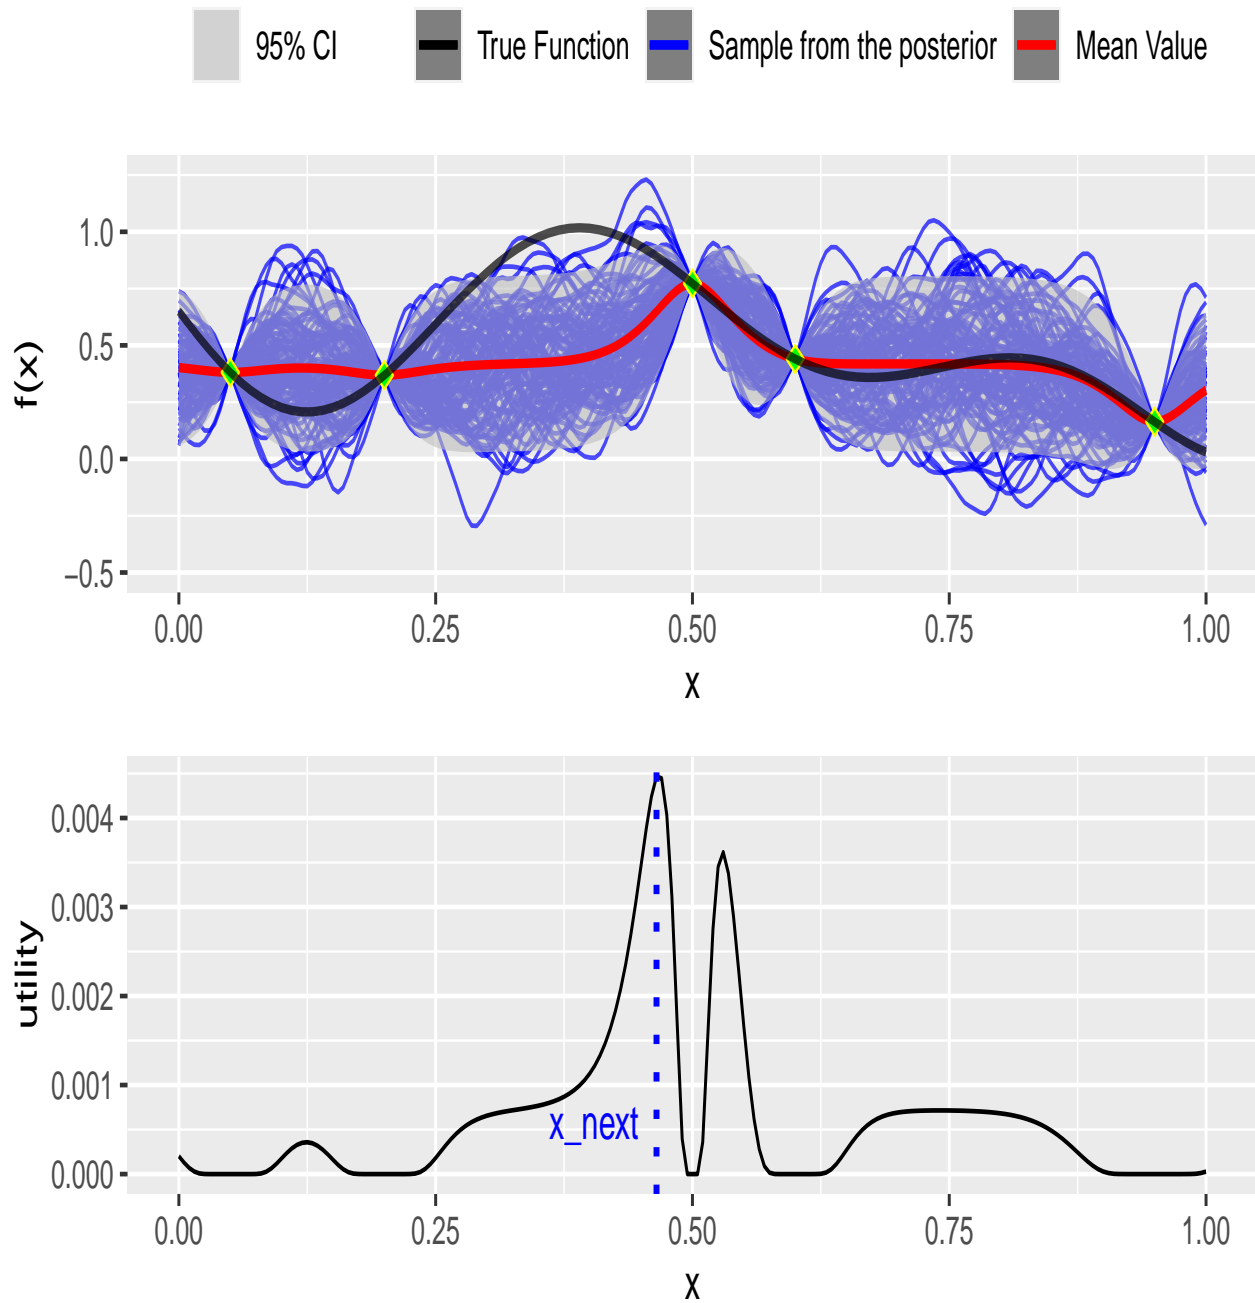 95% CI True Function Sample from the posterior Mean Value
1.0
0.5
0.0
−0.5
f(x)
0.00 0.25 0.50 0.75 1.00
x
0.004
0.003
0.002
0.001
0.000
utility
x_next
0.00 0.25 0.50 0.75 1.00
x